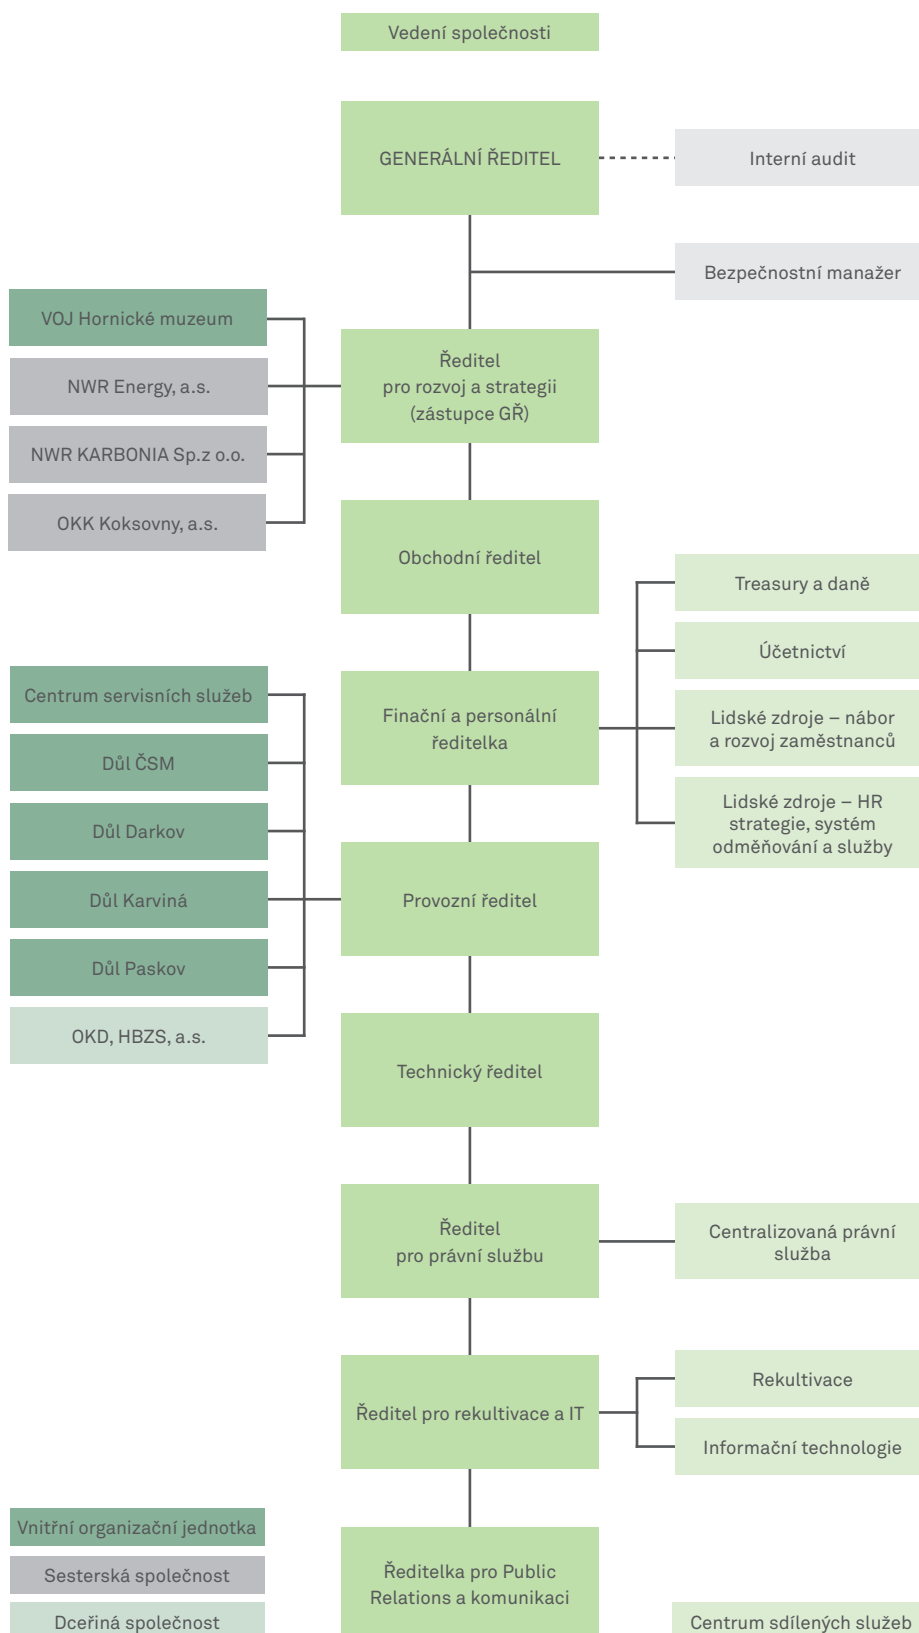 Vedení společnosti
GENERÁLNÍ ŘEDITEL
Interní audit
Bezpečnostní manažer
VOJ Hornické muzeum
NWR Energy, a.s.
NWR KARBONIA Sp.z o.o.
OKK Koksovny, a.s.
Ředitel
pro rozvoj a strategii
(zástupce GŘ)
Obchodní ředitel
Treasury a daně
Účetnictví
Lidské zdroje – nábor
a rozvoj zaměstnanců
Lidské zdroje – HR
strategie, systém
odměňování a služby
Finanční a personální
ředitelka
Centrum servisních služeb
Důl ČSM
Důl Darkov
Důl Karviná
Důl Paskov
OKD, HBZS, a.s.
Provozní ředitel
Technický ředitel
Ředitel
pro právní službu
Centralizovaná právní
služba
Ředitel pro rekultivace a IT
Rekultivace
Informační technologie
Ředitelka pro Public
Relations a komunikaci
Vnitřní organizační jednotka
Sesterská společnost
Dceřiná společnost
Centrum sdílených služeb